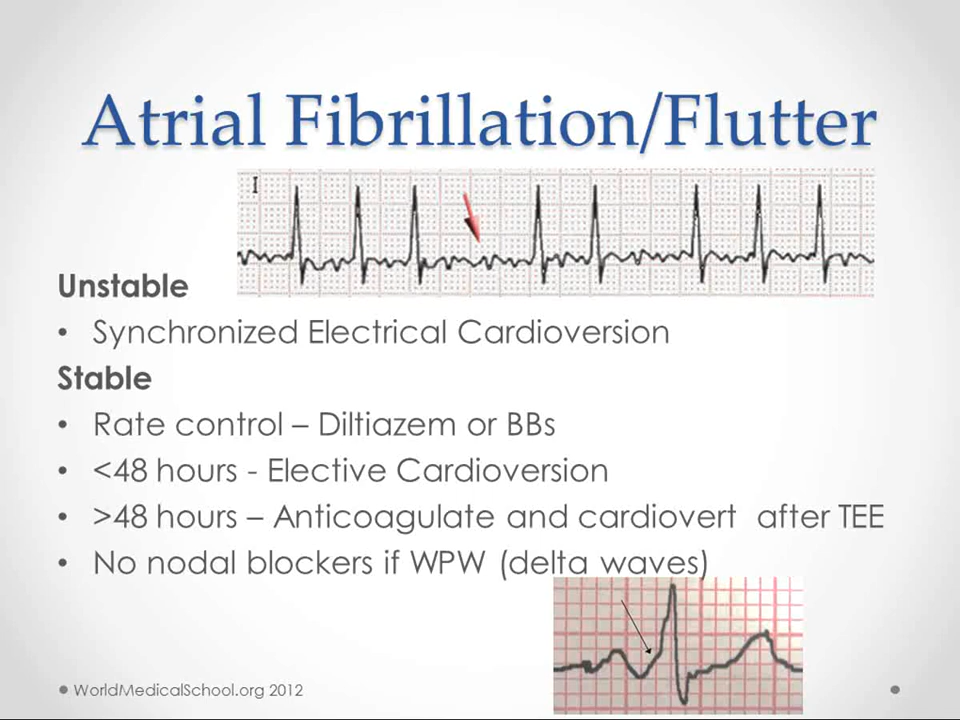 Atrial Fibrillation/Flutter
I
Unstable
• Synchronized Electrical Cardioversion
Stable
• Rate control – Diltiazem or BBs
• <48 hours - Elective Cardioversion
• >48 hours – Anticoagulate and cardiovert after TEE
• No nodal blockers if WPW (delta waves)
WorldMedicalSchool.org 2012